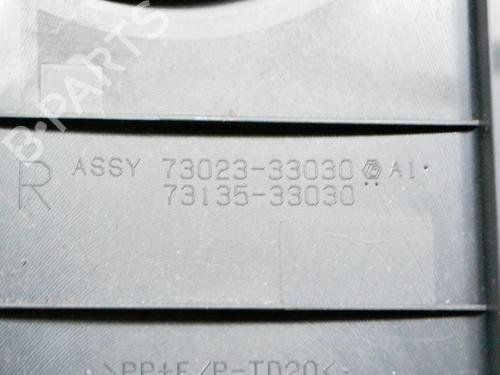 B-PARTS
R ASSY 73023-33030 A1
73135-33030
>PP+E/P-TD20<